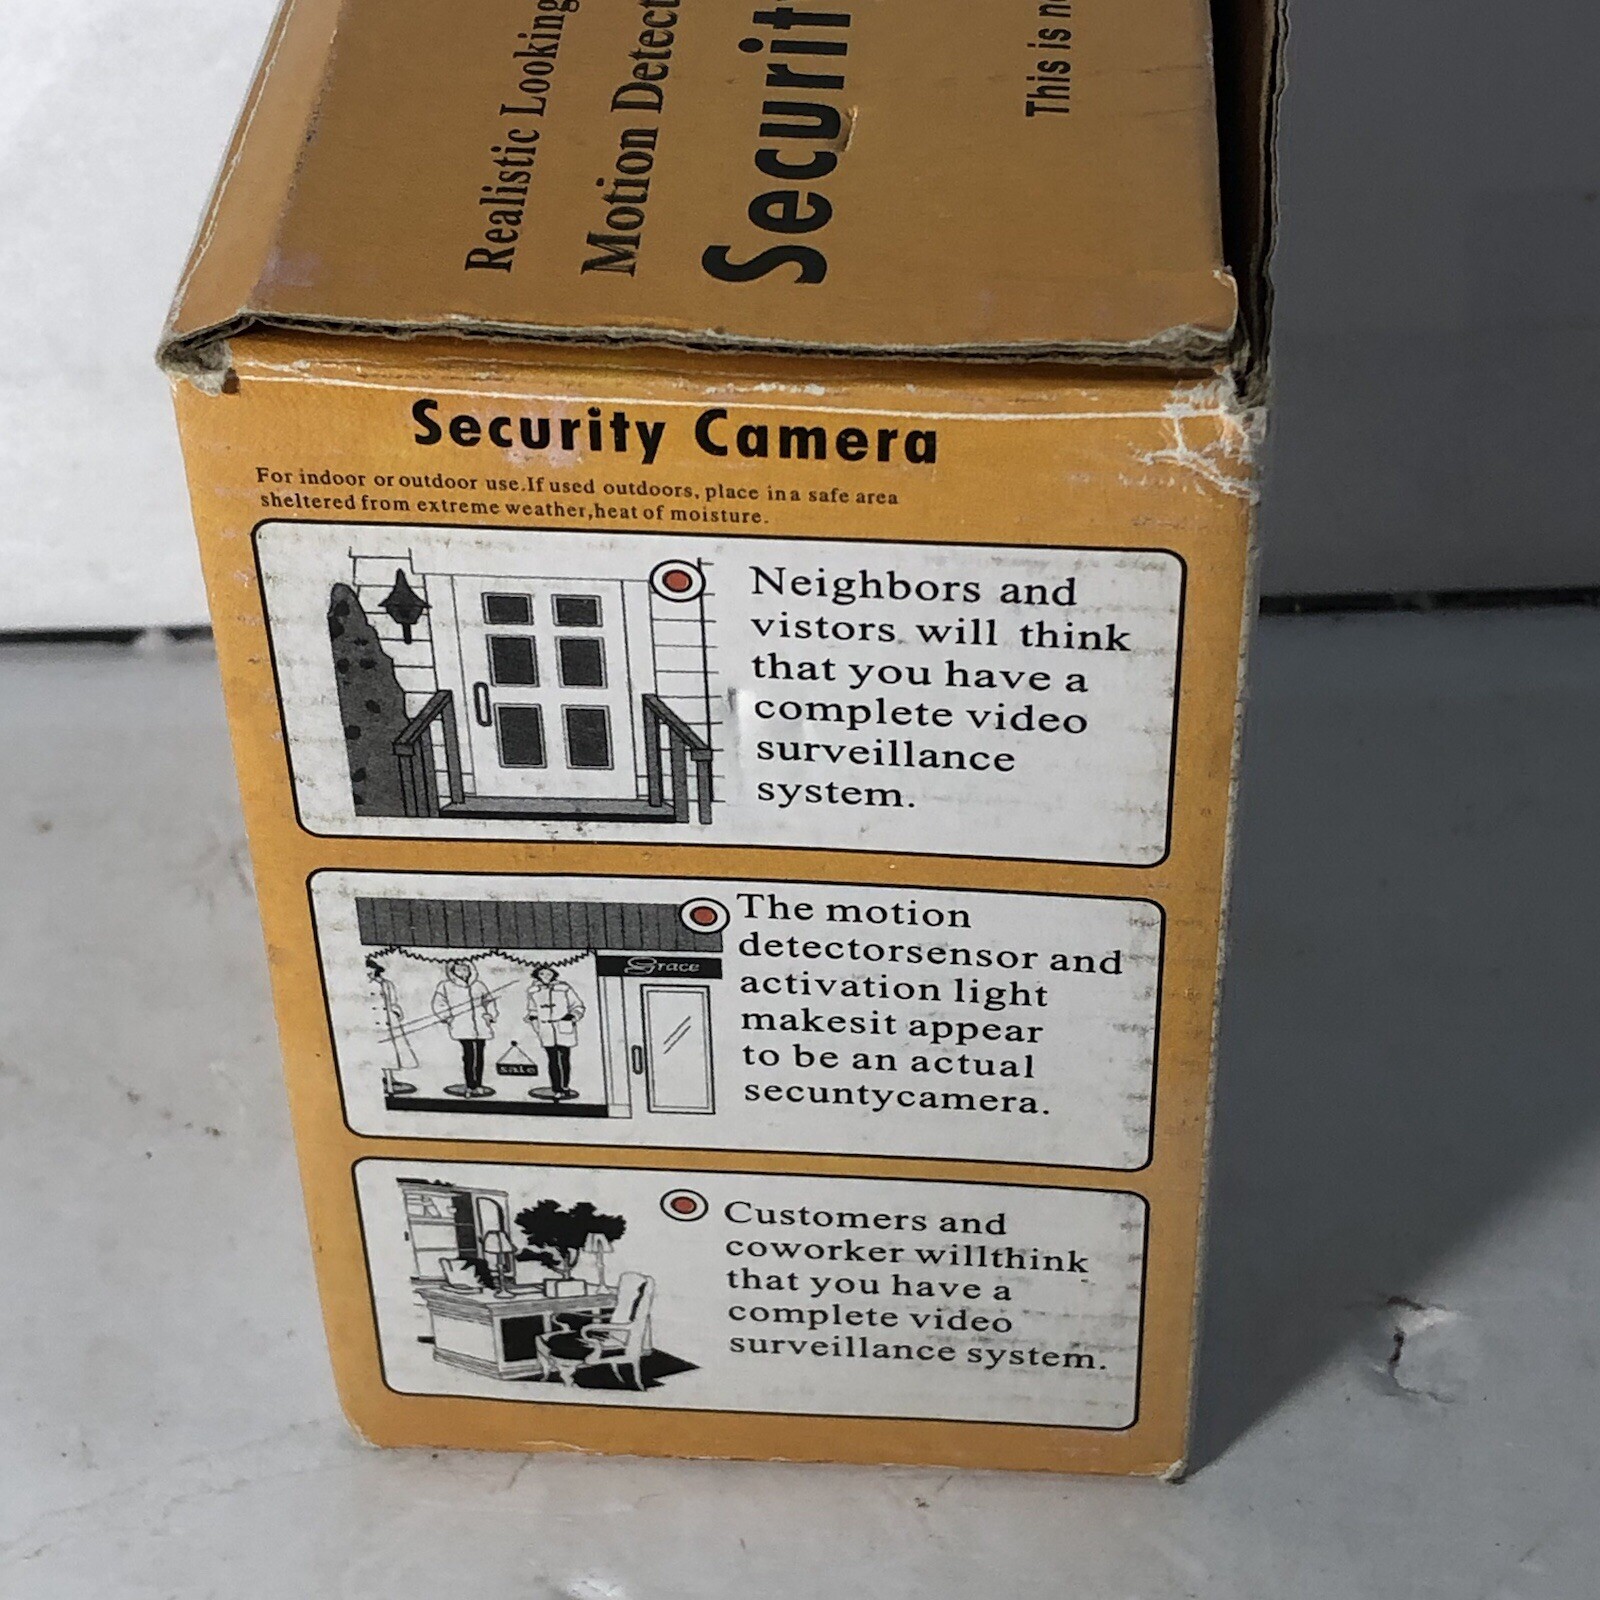 Realistic Looking
Motion Detect
Securit
This is
Security Camera
For indoor or outdoor use.If used outdoors, place in a safe area
sheltered from extreme weather,heat of moisture.
Neighbors and
vistors will think
that you have a
complete video
surveillance
system.
Grace
sale
The motion
detectorsensor and
activation light
makesit appear
to be an actual
secuntycamera.
Customers and
coworker willthink
that you have a
complete video
surveillance system.